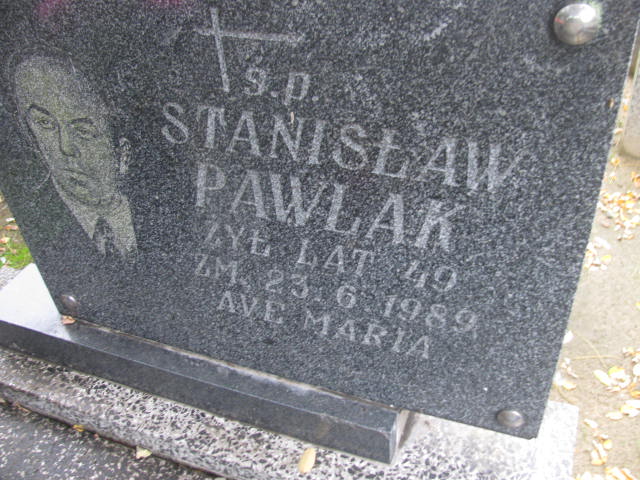 ś.p.
STANISŁAW
PAWLAK
ŻYŁ LAT 49
ZM. 23.6.1989
AVE MARIA